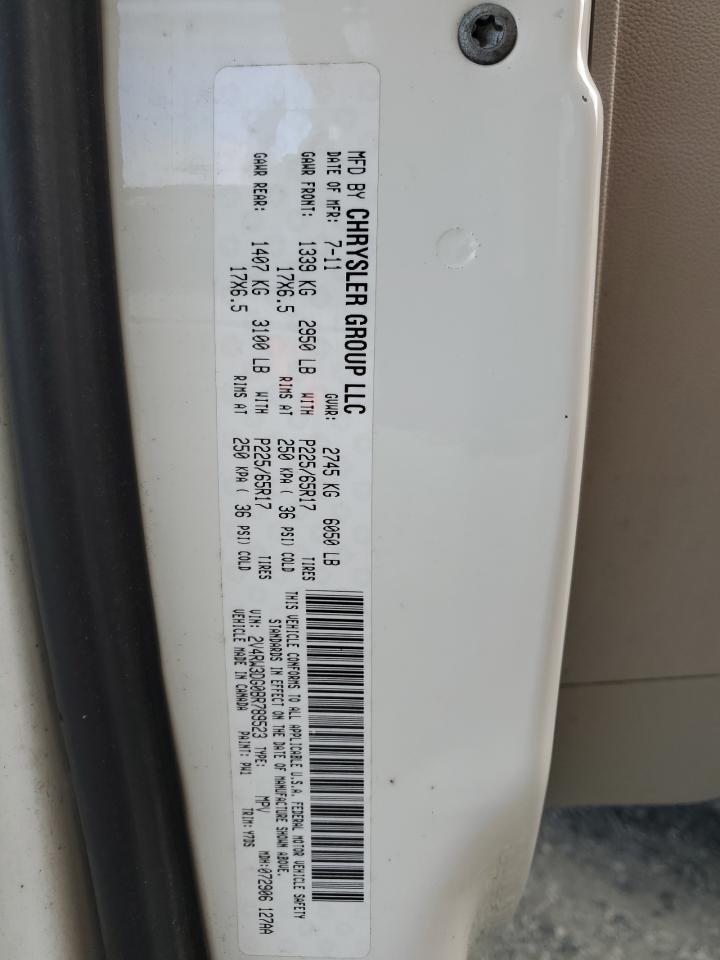 MFD BY CHRYSLER GROUP LLC
DATE OF MFR: 7-11 GVWR: 2745 KG 6050 LB
GAWR FRONT: 1339 KG 2950 LB WITH P225/65R17 TIRES
17X6.5 RIMS AT 250 KPA ( 36 PSI) COLD
GAWR REAR: 1407 KG 3100 LB WITH P225/65R17 TIRES
17X6.5 RIMS AT 250 KPA ( 36 PSI) COLD
THIS VEHICLE CONFORMS TO ALL APPLICABLE U.S.A. FEDERAL MOTOR VEHICLE SAFETY
STANDARDS IN EFFECT ON THE DATE OF MANUFACTURE SHOWN ABOVE.
VIN: 2V4RW3DG0BR789523 TYPE: MPV MDH:072906 127AA
VEHICLE MADE IN CANADA PAINT: PW1 TRIM: Y7DS